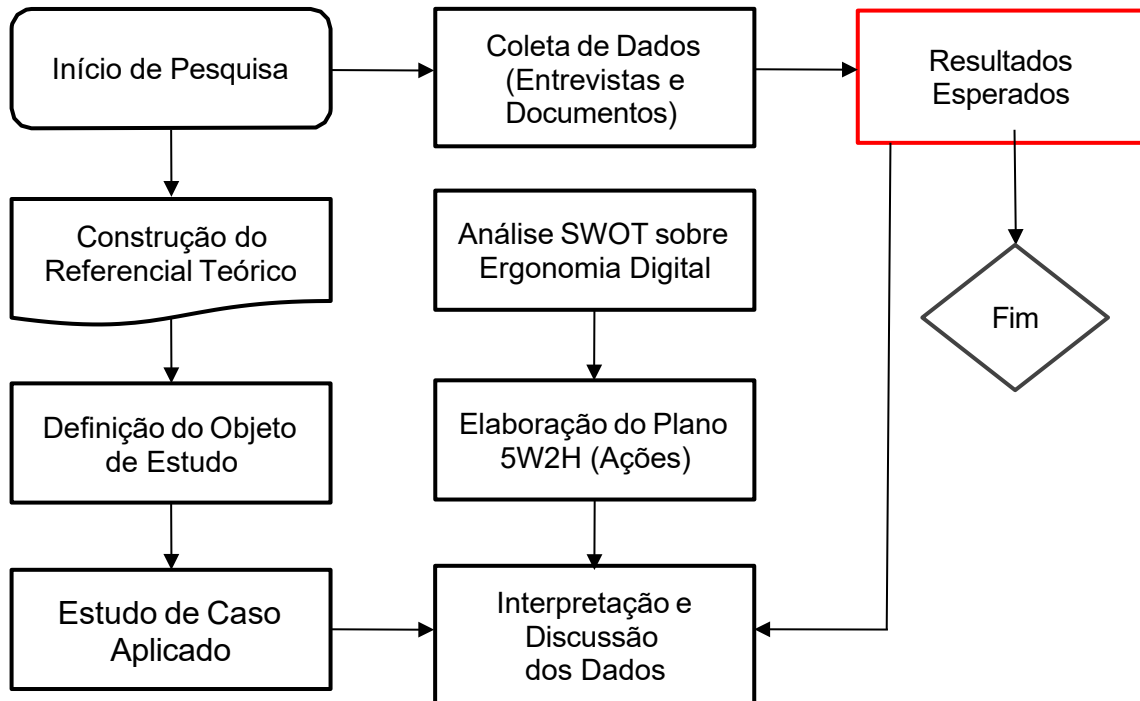 Início de Pesquisa
Coleta de Dados
(Entrevistas e
Documentos)
Resultados
Esperados
Construção do
Referencial Teórico
Análise SWOT sobre
Ergonomia Digital
Fim
Definição do Objeto
de Estudo
Elaboração do Plano
5W2H (Ações)
Estudo de Caso
Aplicado
Interpretação e
Discussão
dos Dados